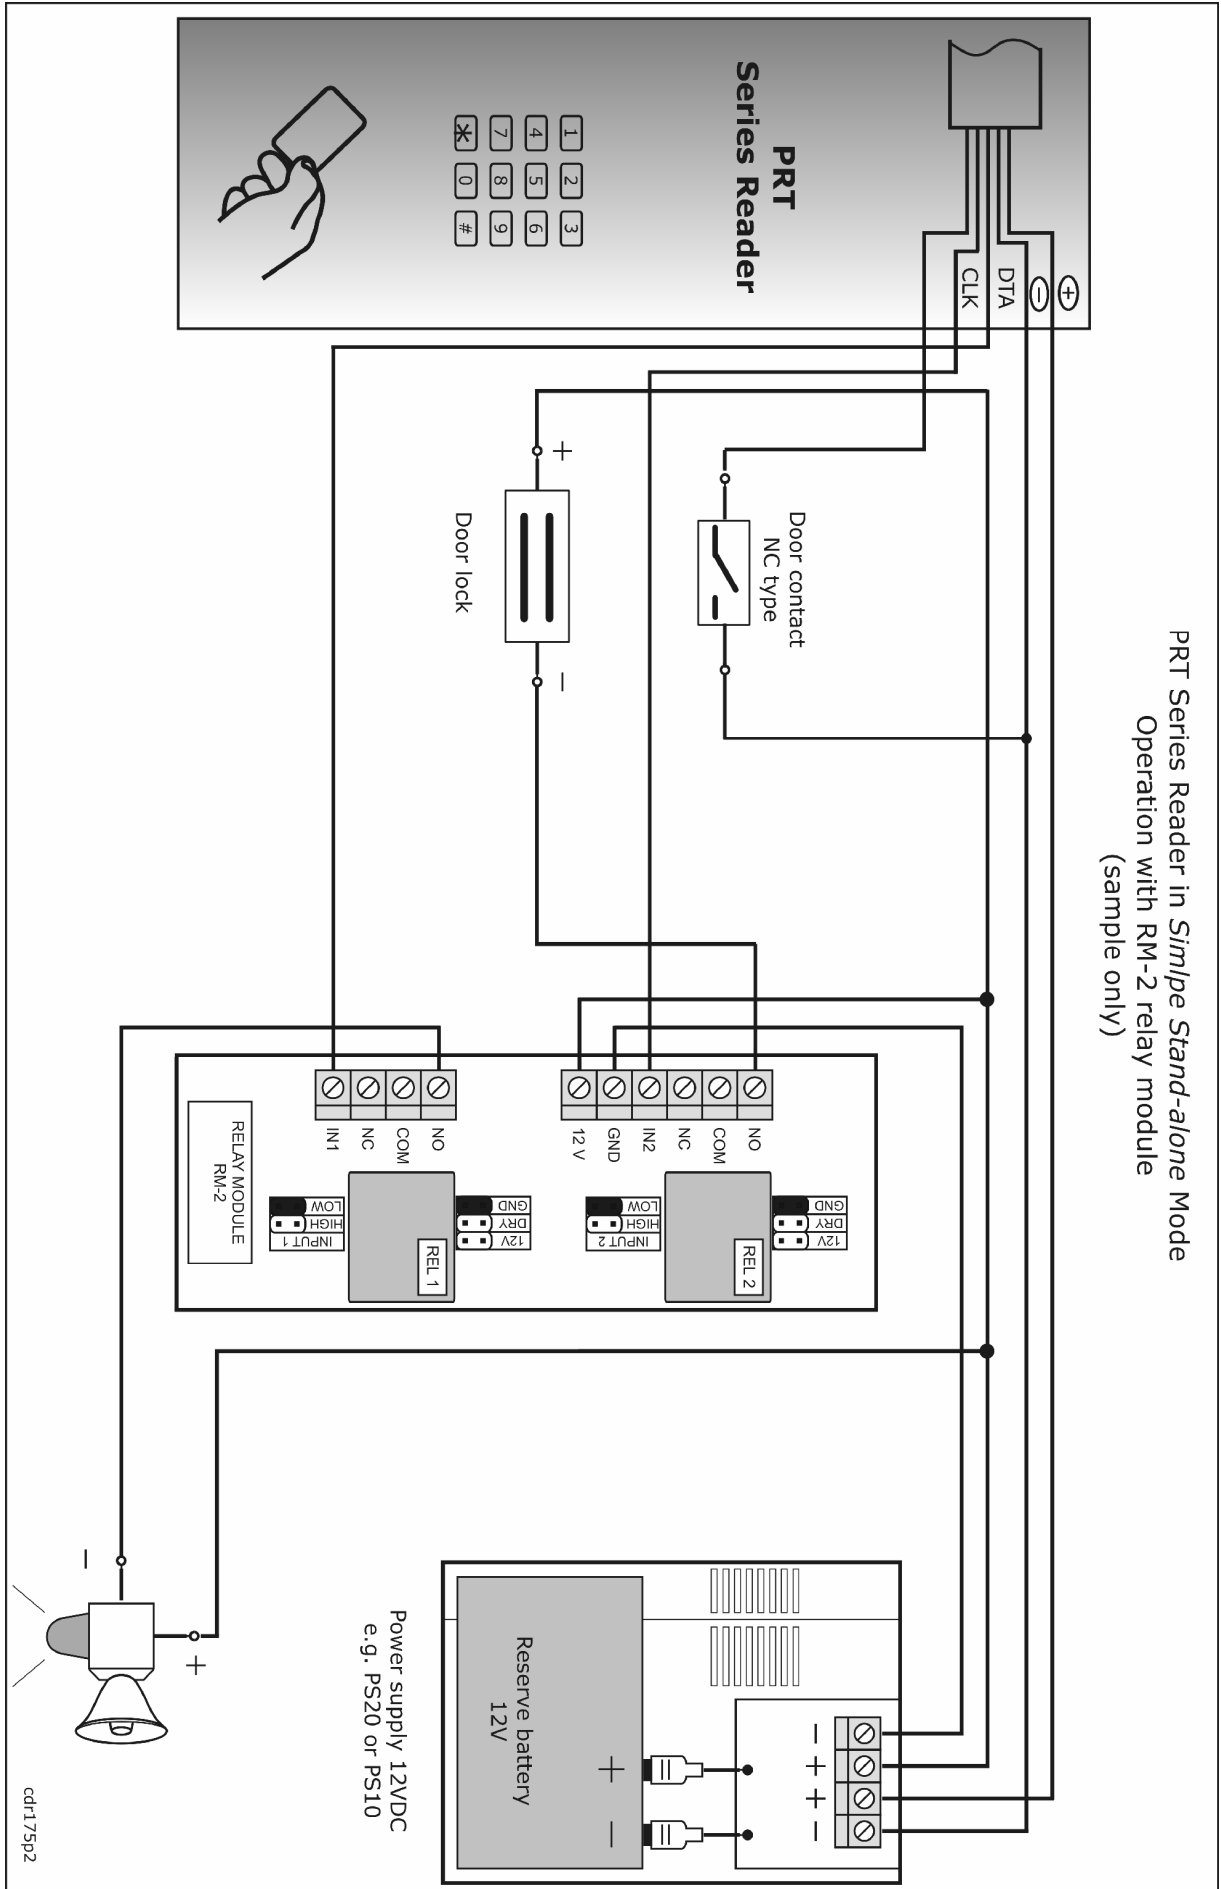 PRT Series Reader in Simlpe Stand-alone Mode
Operation with RM-2 relay module
(sample only)
PRT
Series Reader
1 2 3
4 5 6
7 8 9
* 0 #
+
−
DTA
CLK
Door contact
NC type
+
−
Door lock
NO
COM
NC
IN2
GND
12 V
NO
COM
NC
IN1
GND
DRY
12V
REL 2
LOW
HIGH
INPUT 2
GND
DRY
12V
REL 1
LOW
HIGH
INPUT 1
RELAY MODULE
RM-2
− + + −
+ −
Reserve battery
12V
Power supply 12VDC
e.g. PS20 or PS10
−
+
cdr175p2